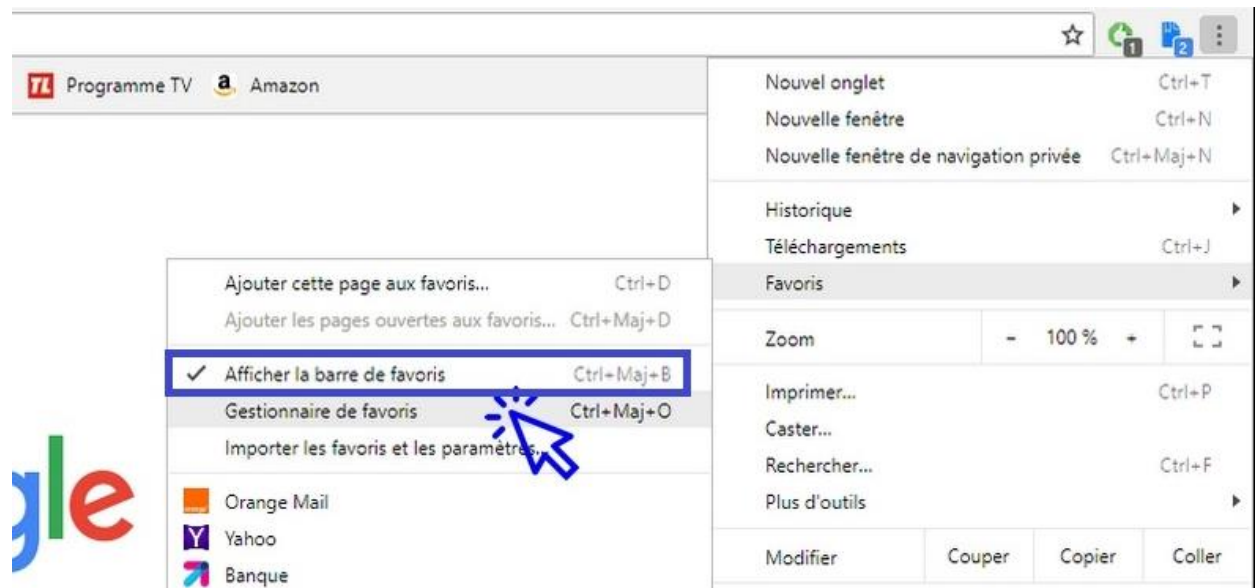 1
2
TL Programme TV
a Amazon
Nouvel onglet Ctrl+T
Nouvelle fenêtre Ctrl+N
Nouvelle fenêtre de navigation privée Ctrl+Maj+N
Historique
Téléchargements Ctrl+J
Favoris
Zoom - 100 % +
Imprimer... Ctrl+P
Caster...
Rechercher... Ctrl+F
Plus d'outils
Modifier Couper Copier Coller
Ajouter cette page aux favoris... Ctrl+D
Ajouter les pages ouvertes aux favoris... Ctrl+Maj+D
Afficher la barre de favoris Ctrl+Maj+B
Gestionnaire de favoris Ctrl+Maj+O
Importer les favoris et les paramètres...
Orange Mail
Y Yahoo
Banque
gle